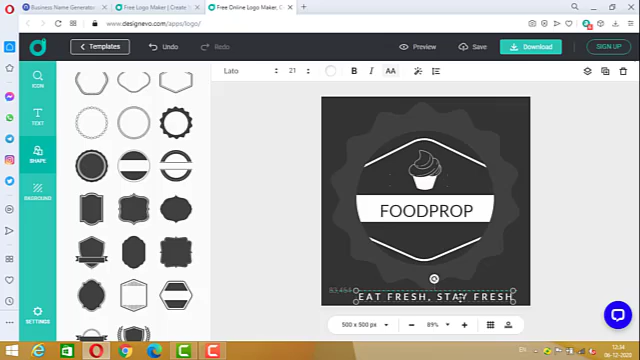 Business Name Generator
Free Logo Maker | Create
Free Online Logo Maker,
www.designevo.com/apps/logo/
Templates
Undo
Preview
Save
Download
SIGN UP
ICON
TEXT
SHAPE
BKGROUND
SETTINGS
Lato
21
B
I
AA
FOODPROP
EAT FRESH, STAY FRESH
500 x 500 px
89%
EN
12:34
06-12-2020